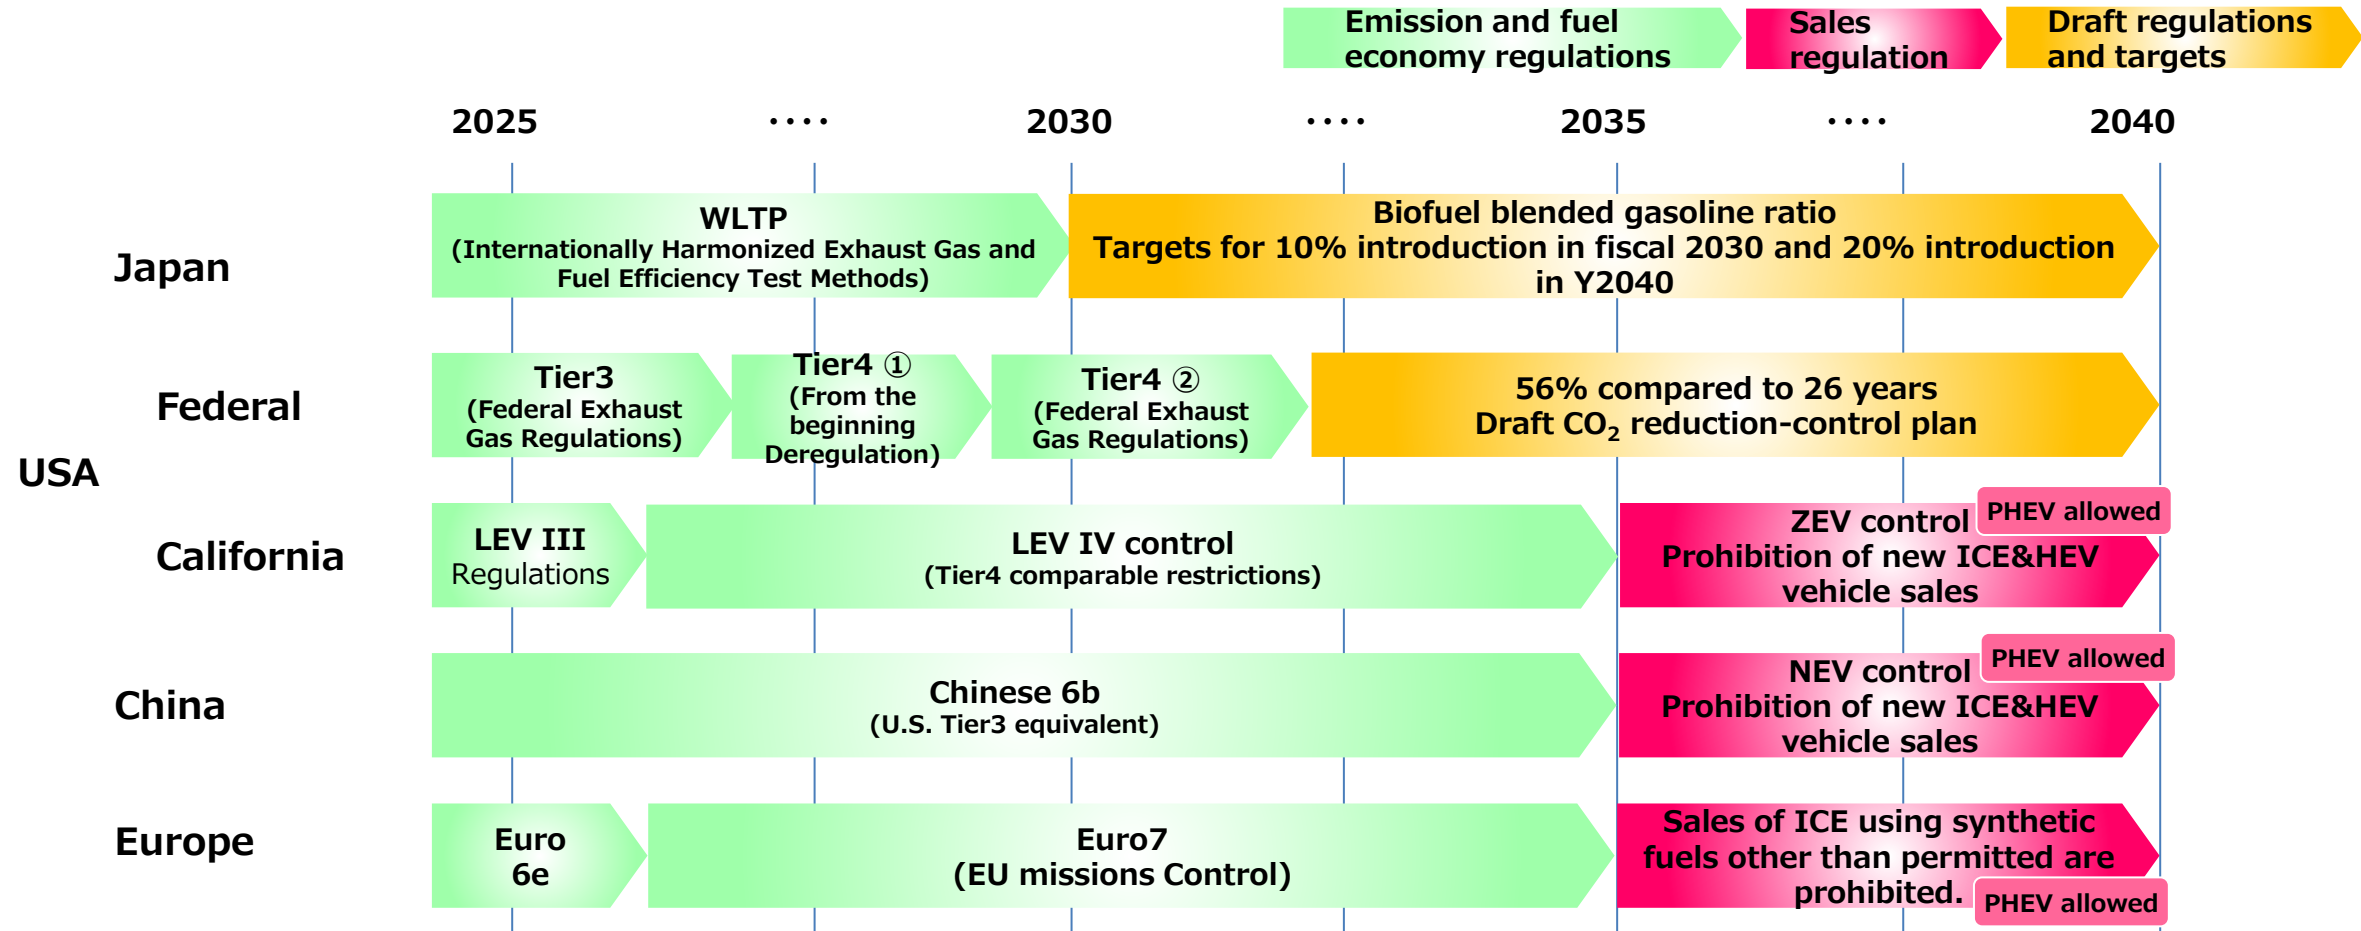 Emission and fuel
economy regulations
Sales
regulation
Draft regulations
and targets
2025
････
2030
････
2035
････
2040
Japan
WLTP
(Internationally Harmonized Exhaust Gas and
Fuel Efficiency Test Methods)
Biofuel blended gasoline ratio
Targets for 10% introduction in fiscal 2030 and 20% introduction
in Y2040
USA
Federal
Tier3
(Federal Exhaust
Gas Regulations)
Tier4 ①
(From the
beginning
Deregulation)
Tier4 ②
(Federal Exhaust
Gas Regulations)
56% compared to 26 years
Draft CO₂ reduction-control plan
California
LEV III
Regulations
LEV IV control
(Tier4 comparable restrictions)
ZEV control
Prohibition of new ICE&HEV
vehicle sales
PHEV allowed
China
Chinese 6b
(U.S. Tier3 equivalent)
NEV control
Prohibition of new ICE&HEV
vehicle sales
PHEV allowed
Europe
Euro
6e
Euro7
(EU missions Control)
Sales of ICE using synthetic
fuels other than permitted are
prohibited.
PHEV allowed